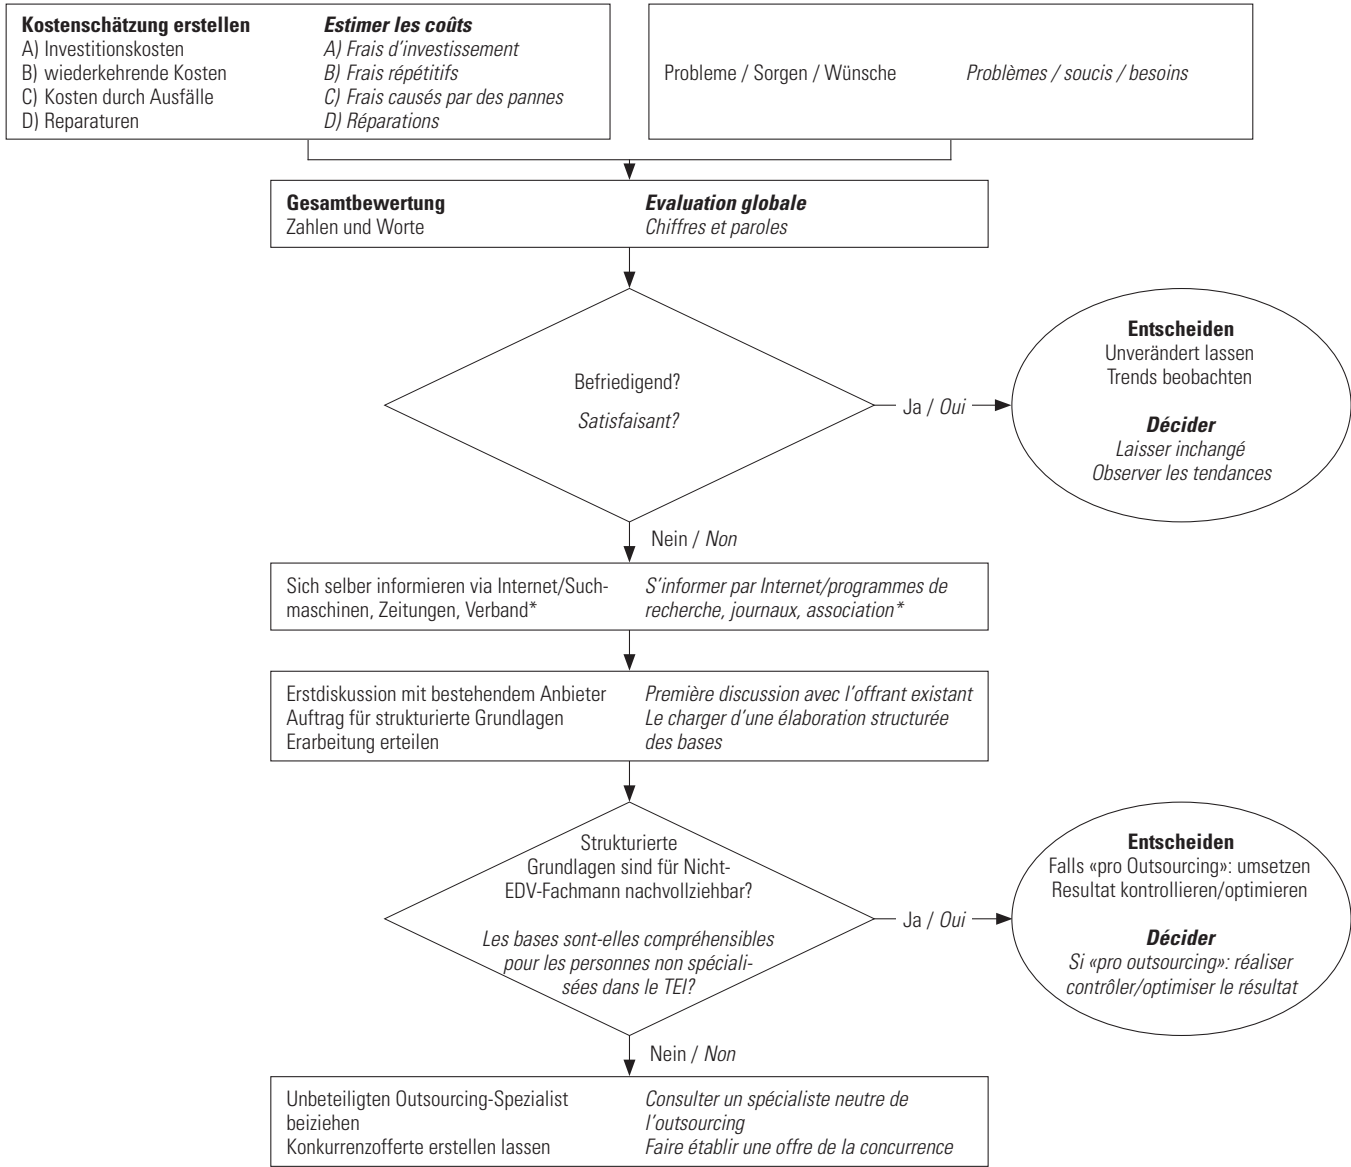 Kostenschätzung erstellen
A) Investitionskosten
B) wiederkehrende Kosten
C) Kosten durch Ausfälle
D) Reparaturen
Estimer les coûts
A) Frais d'investissement
B) Frais répétitifs
C) Frais causés par des pannes
D) Réparations
Probleme / Sorgen / Wünsche
Problèmes / soucis / besoins
Gesamtbewertung
Zahlen und Worte
Evaluation globale
Chiffres et paroles
Befriedigend?
Satisfaisant?
Ja / Oui
Entscheiden
Unverändert lassen
Trends beobachten
Décider
Laisser inchangé
Observer les tendances
Nein / Non
Sich selber informieren via Internet/Such-
maschinen, Zeitungen, Verband*
S'informer par Internet/programmes de
recherche, journaux, association*
Erstdiskussion mit bestehendem Anbieter
Auftrag für strukturierte Grundlagen
Erarbeitung erteilen
Première discussion avec l'offrant existant
Le charger d'une élaboration structurée
des bases
Strukturierte
Grundlagen sind für Nicht-
EDV-Fachmann nachvollziehbar?
Les bases sont-elles compréhensibles
pour les personnes non spéciali-
sées dans le TEI?
Ja / Oui
Entscheiden
Falls «pro Outsourcing»: umsetzen
Resultat kontrollieren/optimieren
Décider
Si «pro outsourcing»: réaliser
contrôler/optimiser le résultat
Nein / Non
Unbeteiligten Outsourcing-Spezialist
beiziehen
Konkurrenzofferte erstellen lassen
Consulter un spécialiste neutre de
l'outsourcing
Faire établir une offre de la concurrence